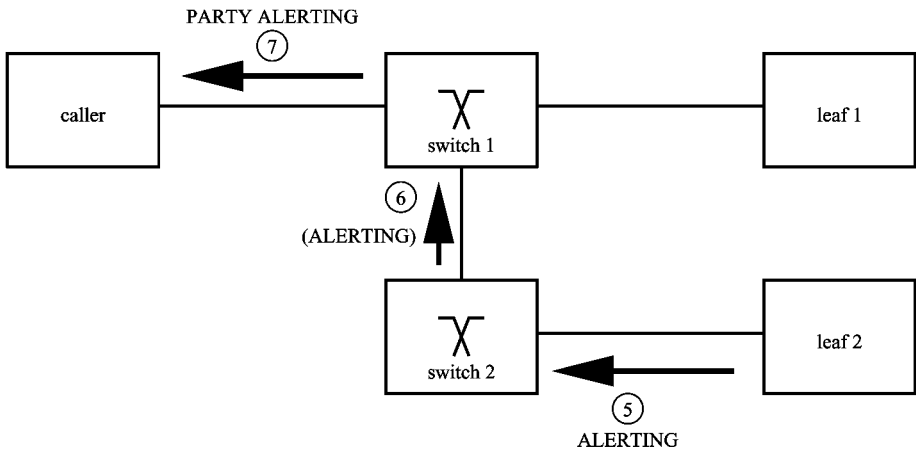 PARTY ALERTING
7
caller
switch 1
leaf 1
6
(ALERTING)
switch 2
leaf 2
5
ALERTING